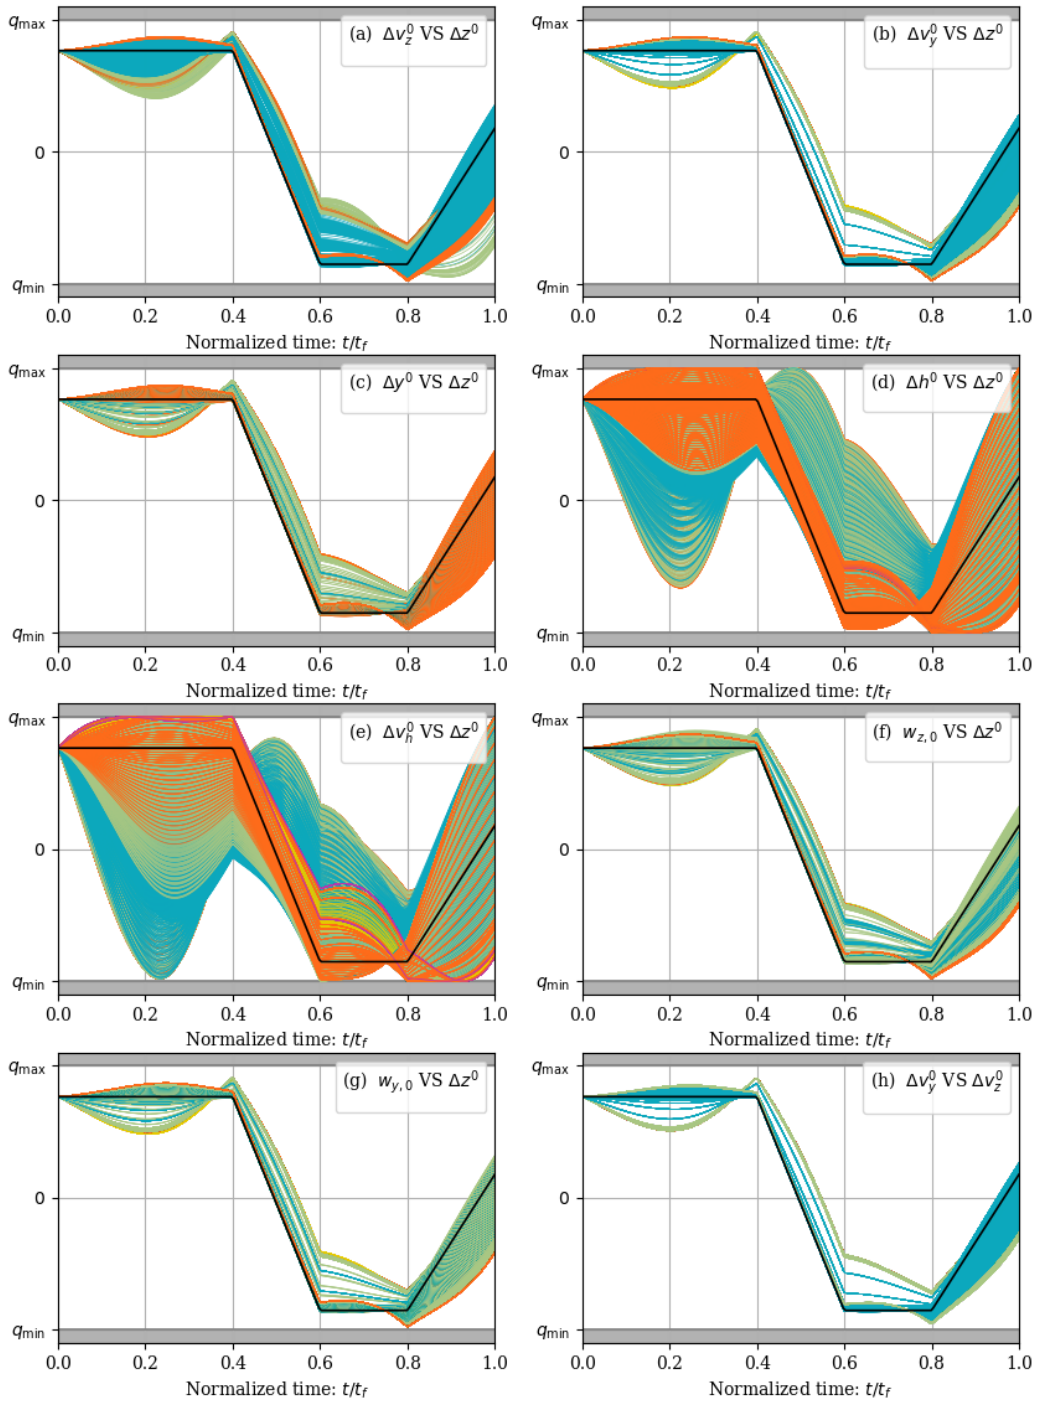 q_max
0
q_min
(a) Δv_z^0 VS Δz^0
0.0 0.2 0.4 0.6 0.8 1.0
Normalized time: t/t_f
q_max
0
q_min
(b) Δv_y^0 VS Δz^0
0.0 0.2 0.4 0.6 0.8 1.0
Normalized time: t/t_f
q_max
0
q_min
(c) Δy^0 VS Δz^0
0.0 0.2 0.4 0.6 0.8 1.0
Normalized time: t/t_f
q_max
0
q_min
(d) Δh^0 VS Δz^0
0.0 0.2 0.4 0.6 0.8 1.0
Normalized time: t/t_f
q_max
0
q_min
(e) Δv_h^0 VS Δz^0
0.0 0.2 0.4 0.6 0.8 1.0
Normalized time: t/t_f
q_max
0
q_min
(f) w_{z,0} VS Δz^0
0.0 0.2 0.4 0.6 0.8 1.0
Normalized time: t/t_f
q_max
0
q_min
(g) w_{y,0} VS Δz^0
0.0 0.2 0.4 0.6 0.8 1.0
Normalized time: t/t_f
q_max
0
q_min
(h) Δv_y^0 VS Δv_z^0
0.0 0.2 0.4 0.6 0.8 1.0
Normalized time: t/t_f